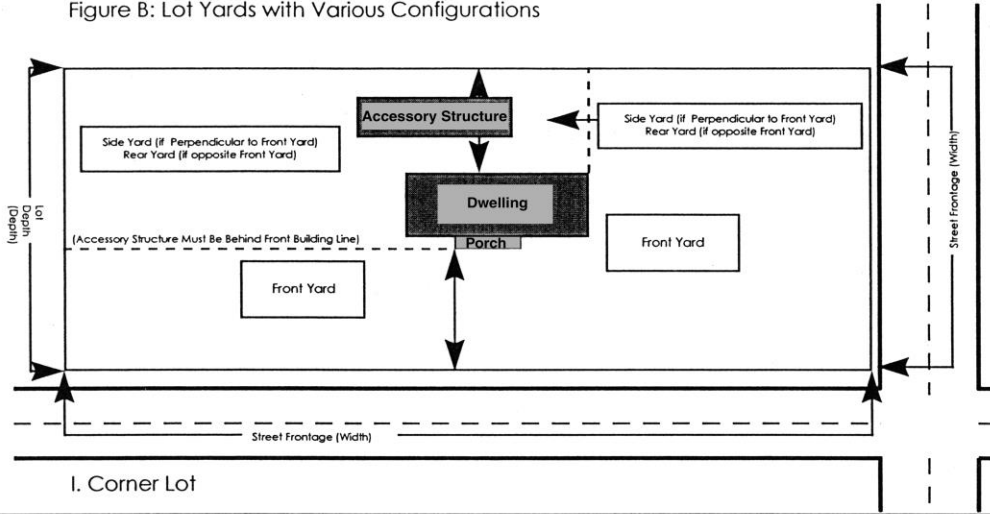 Figure B: Lot Yards with Various Configurations
Accessory Structure
Side Yard (if Perpendicular to Front Yard)
Rear Yard (if opposite Front Yard)
Side Yard (if Perpendicular to Front Yard)
Rear Yard (if opposite Front Yard)
Dwelling
Lot
Depth
(Depth)
Street Frontage (Width)
(Accessory Structure Must Be Behind Front Building Line)
Porch
Front Yard
Front Yard
Street Frontage (Width)
I. Corner Lot